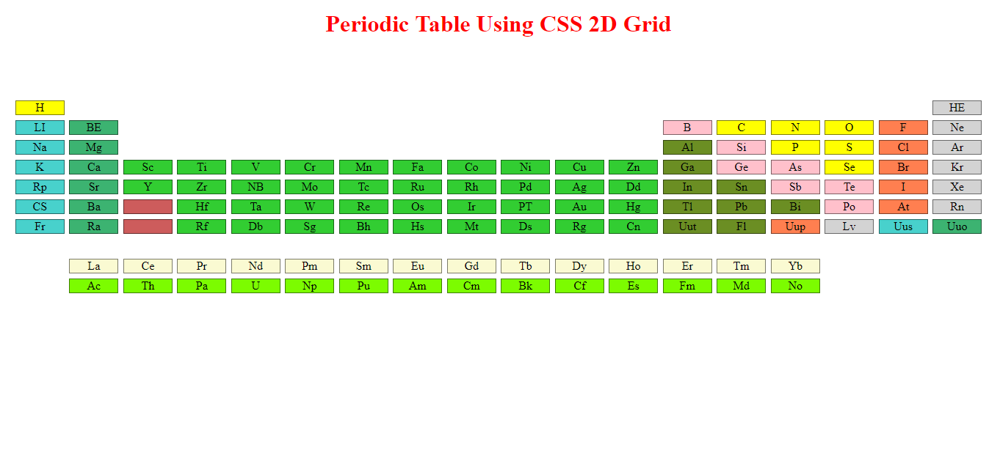 Periodic Table Using CSS 2D Grid
H HE
LI BE B C N O F Ne
Na Mg Al Si P S Cl Ar
K Ca Sc Ti V Cr Mn Fa Co Ni Cu Zn Ga Ge As Se Br Kr
Rp Sr Y Zr NB Mo Tc Ru Rh Pd Ag Dd In Sn Sb Te I Xe
CS Ba Hf Ta W Re Os Ir PT Au Hg Tl Pb Bi Po At Rn
Fr Ra Rf Db Sg Bh Hs Mt Ds Rg Cn Uut Fl Uup Lv Uus Uuo
La Ce Pr Nd Pm Sm Eu Gd Tb Dy Ho Er Tm Yb
Ac Th Pa U Np Pu Am Cm Bk Cf Es Fm Md No